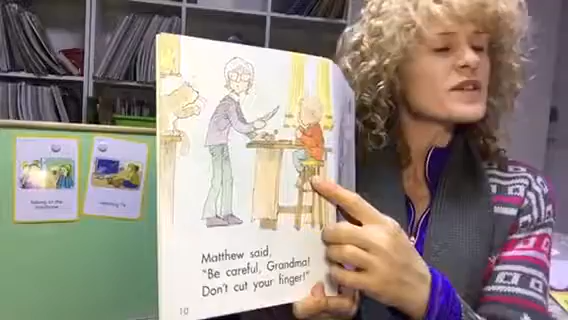 Matthew said,
"Be careful, Grandma!
Don't cut your finger!"
10